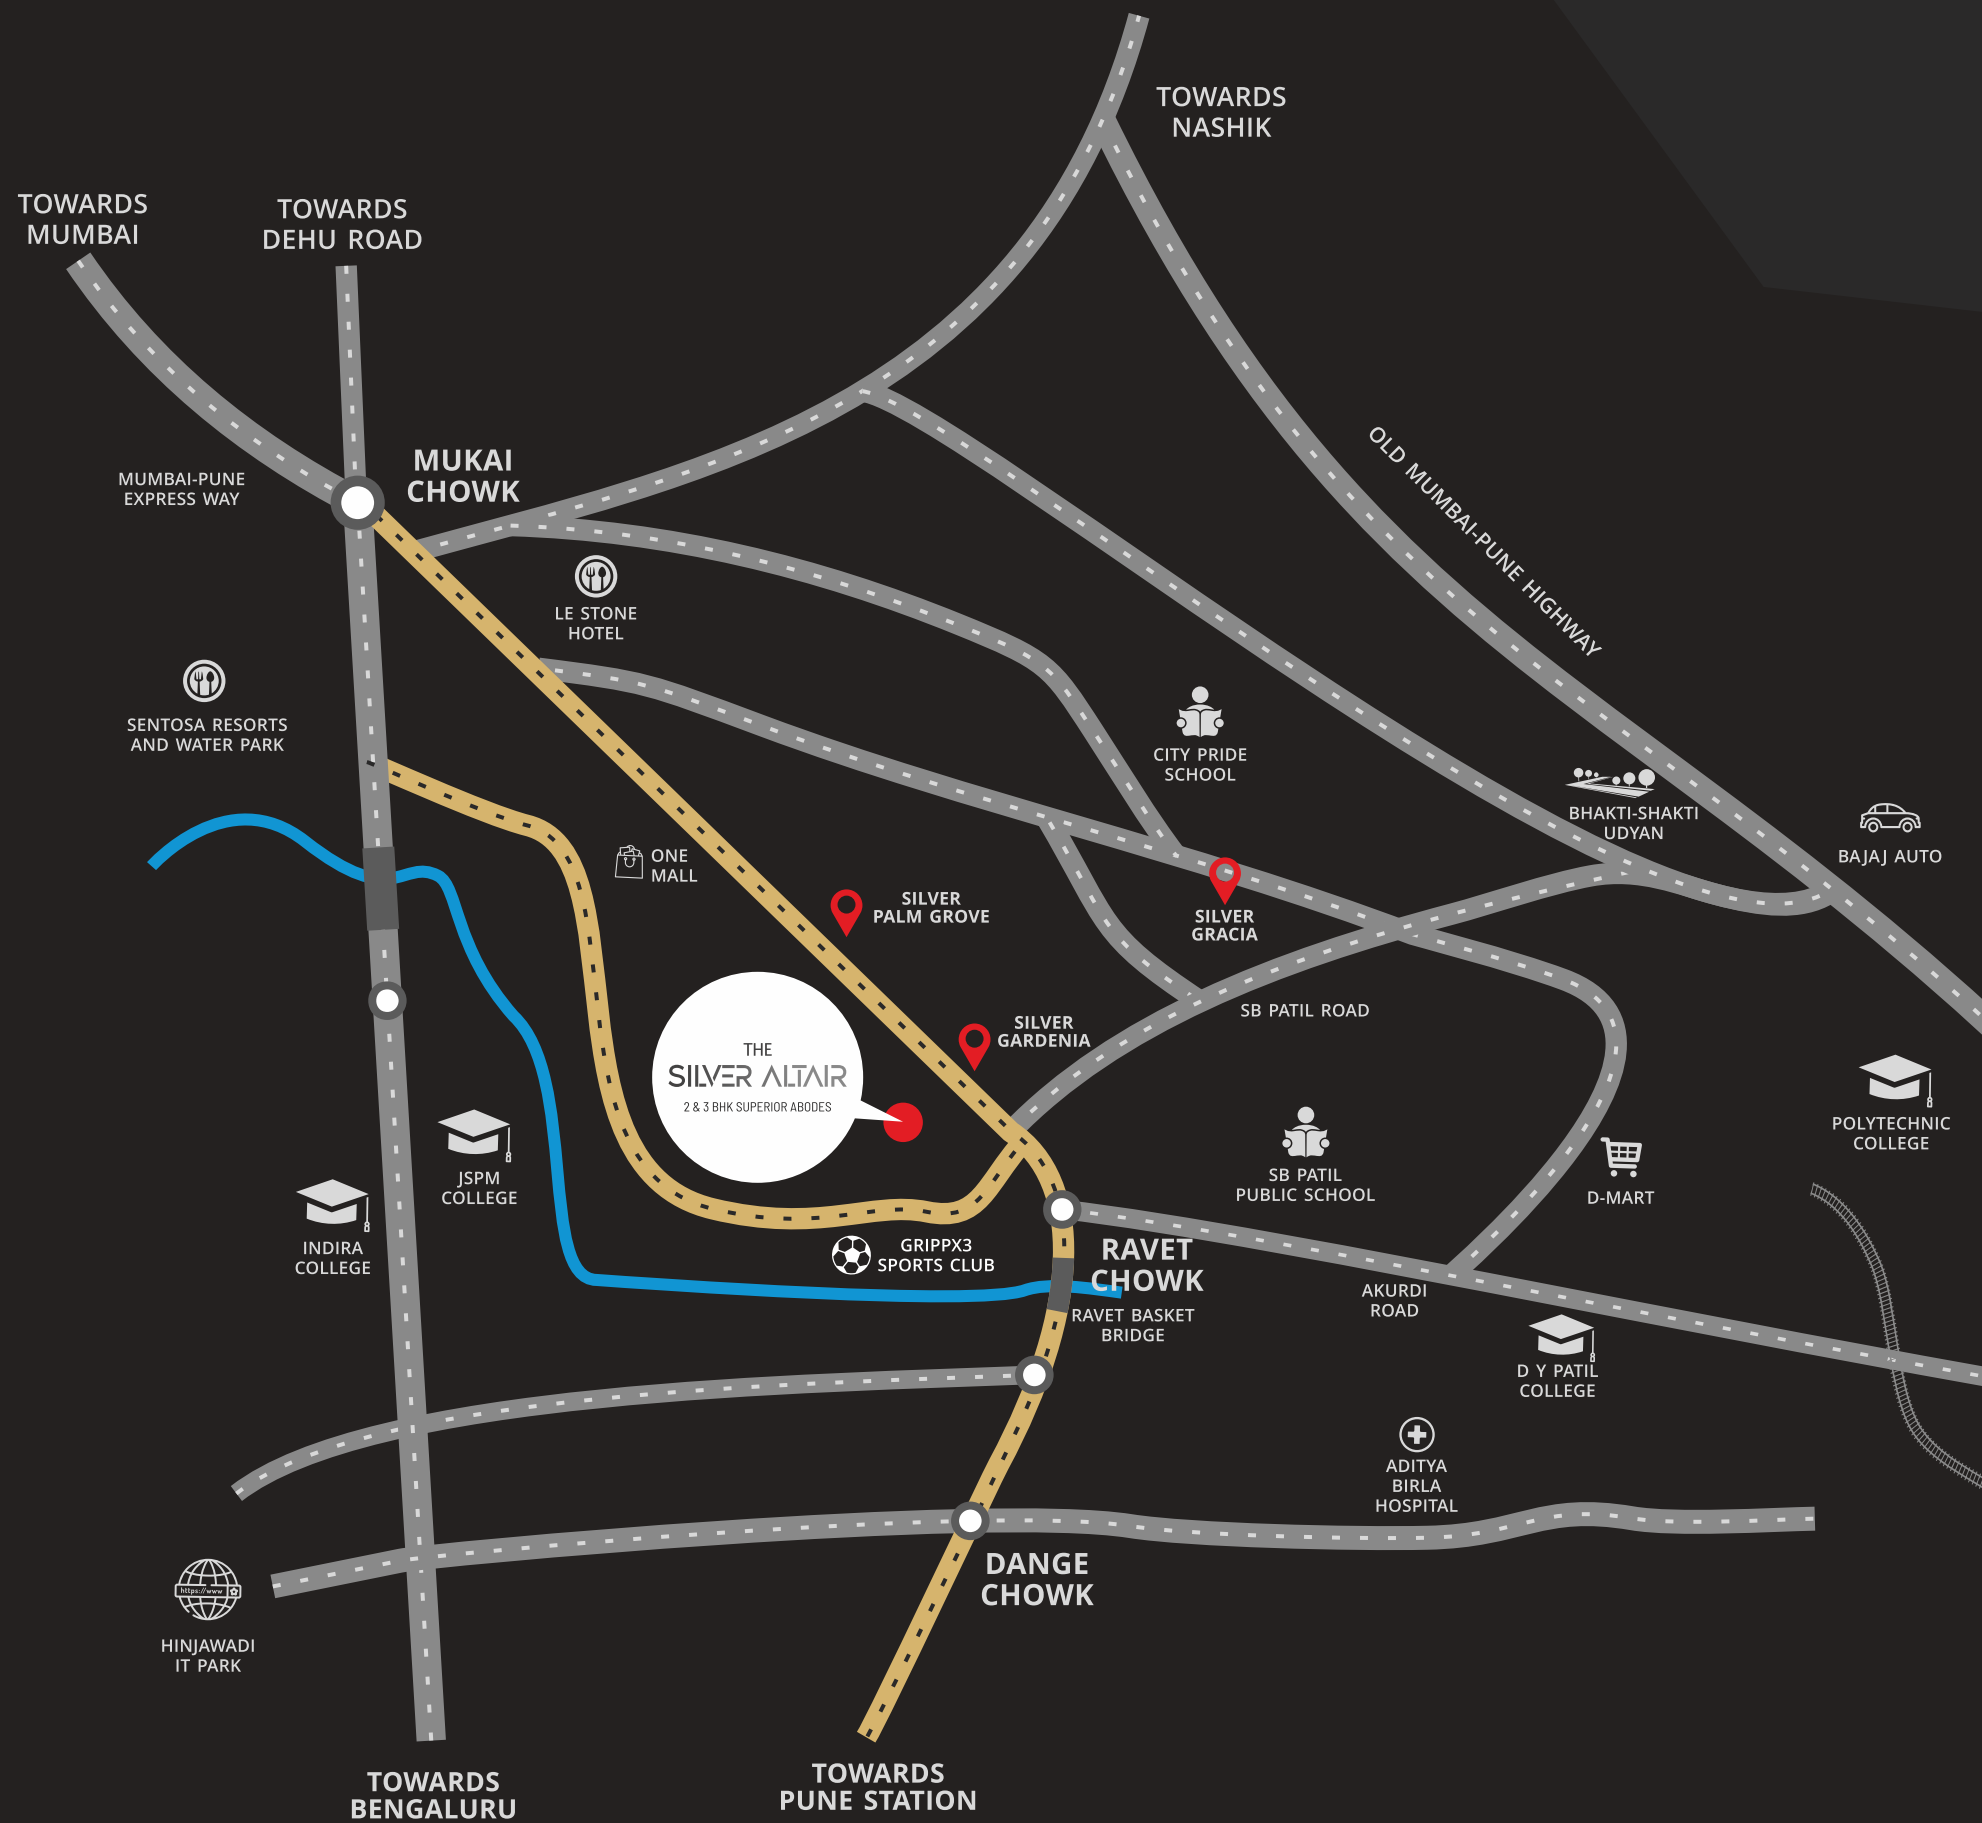 TOWARDS
NASHIK
TOWARDS
MUMBAI
TOWARDS
DEHU ROAD
MUKAI
CHOWK
MUMBAI-PUNE
EXPRESS WAY
OLD MUMBAI-PUNE HIGHWAY
LE STONE
HOTEL
SENTOSA RESORTS
AND WATER PARK
CITY PRIDE
SCHOOL
BHAKTI-SHAKTI
UDYAN
BAJAJ AUTO
ONE
MALL
SILVER
PALM GROVE
SILVER
GRACIA
SB PATIL ROAD
SILVER
GARDENIA
THE
SILVER ALTAIR
2 & 3 BHK SUPERIOR ABODES
POLYTECHNIC
COLLEGE
JSPM
COLLEGE
SB PATIL
PUBLIC SCHOOL
D-MART
INDIRA
COLLEGE
GRIPPX3
SPORTS CLUB
RAVET
CHOWK
RAVET BASKET
BRIDGE
AKURDI
ROAD
D Y PATIL
COLLEGE
ADITYA
BIRLA
HOSPITAL
DANGE
CHOWK
https://www
HINJAWADI
IT PARK
TOWARDS
PUNE STATION
TOWARDS
BENGALURU